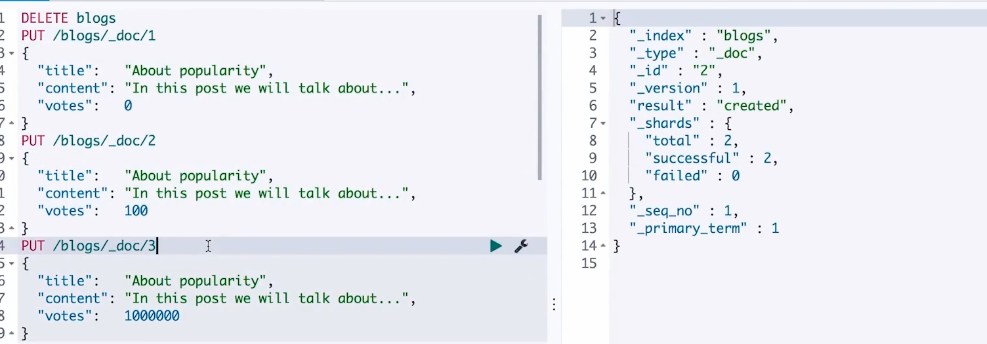 1 DELETE blogs
2 PUT /blogs/_doc/1
3 {
4 "title": "About popularity",
5 "content": "In this post we will talk about...",
6 "votes": 0
7 }
8 PUT /blogs/_doc/2
9 {
0 "title": "About popularity",
1 "content": "In this post we will talk about...",
2 "votes": 100
3 }
4 PUT /blogs/_doc/3
5 {
6 "title": "About popularity",
7 "content": "In this post we will talk about...",
8 "votes": 1000000
9 }
1 {
2 "_index" : "blogs",
3 "_type" : "_doc",
4 "_id" : "2",
5 "_version" : 1,
6 "result" : "created",
7 "_shards" : {
8 "total" : 2,
9 "successful" : 2,
10 "failed" : 0
11 },
12 "_seq_no" : 1,
13 "_primary_term" : 1
14 }
15